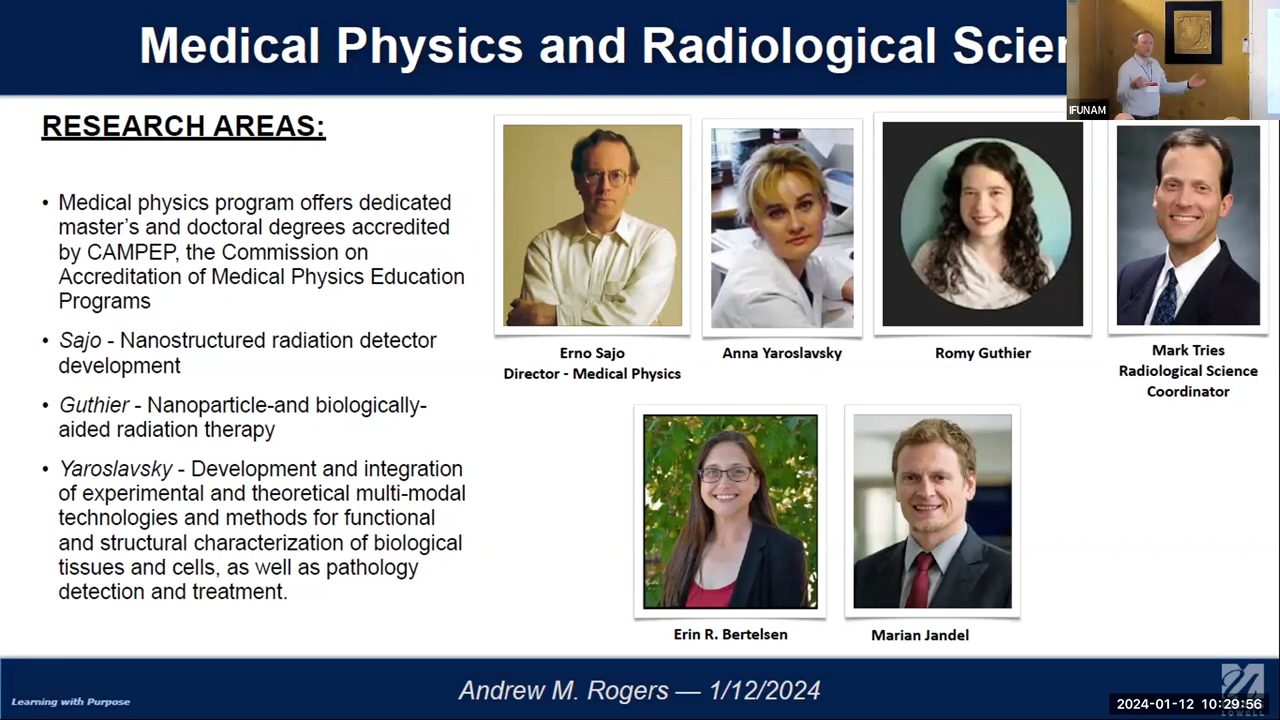 Medical Physics and Radiological Scien
IFUNAM
RESEARCH AREAS:
• Medical physics program offers dedicated
master's and doctoral degrees accredited
by CAMPEP, the Commission on
Accreditation of Medical Physics Education
Programs
• Sajo - Nanostructured radiation detector
development
• Guthier - Nanoparticle-and biologically-
aided radiation therapy
• Yaroslavsky - Development and integration
of experimental and theoretical multi-modal
technologies and methods for functional
and structural characterization of biological
tissues and cells, as well as pathology
detection and treatment.
Erno Sajo
Director - Medical Physics
Anna Yaroslavsky
Romy Guthier
Mark Tries
Radiological Science
Coordinator
Erin R. Bertelsen
Marian Jandel
Learning with Purpose
Andrew M. Rogers — 1/12/2024
2024-01-12 10:29:56
LOWELL